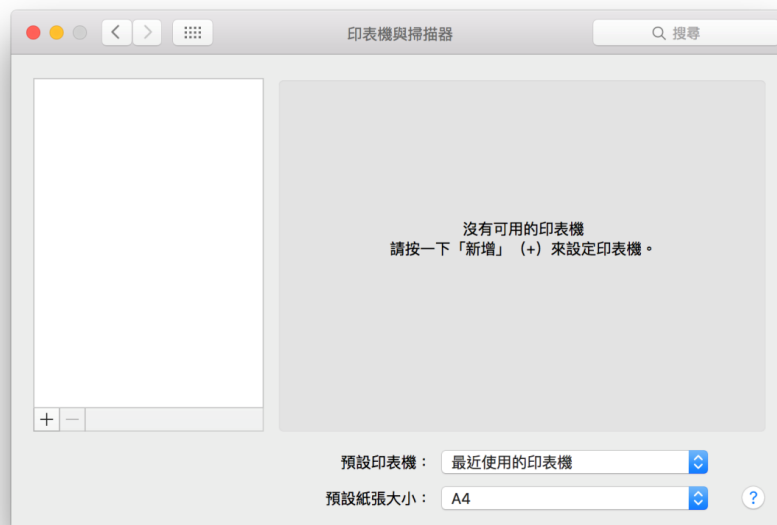 印表機與掃描器
搜尋
沒有可用的印表機
請按一下「新增」（+）來設定印表機。
預設印表機：
最近使用的印表機
預設紙張大小：
A4
?